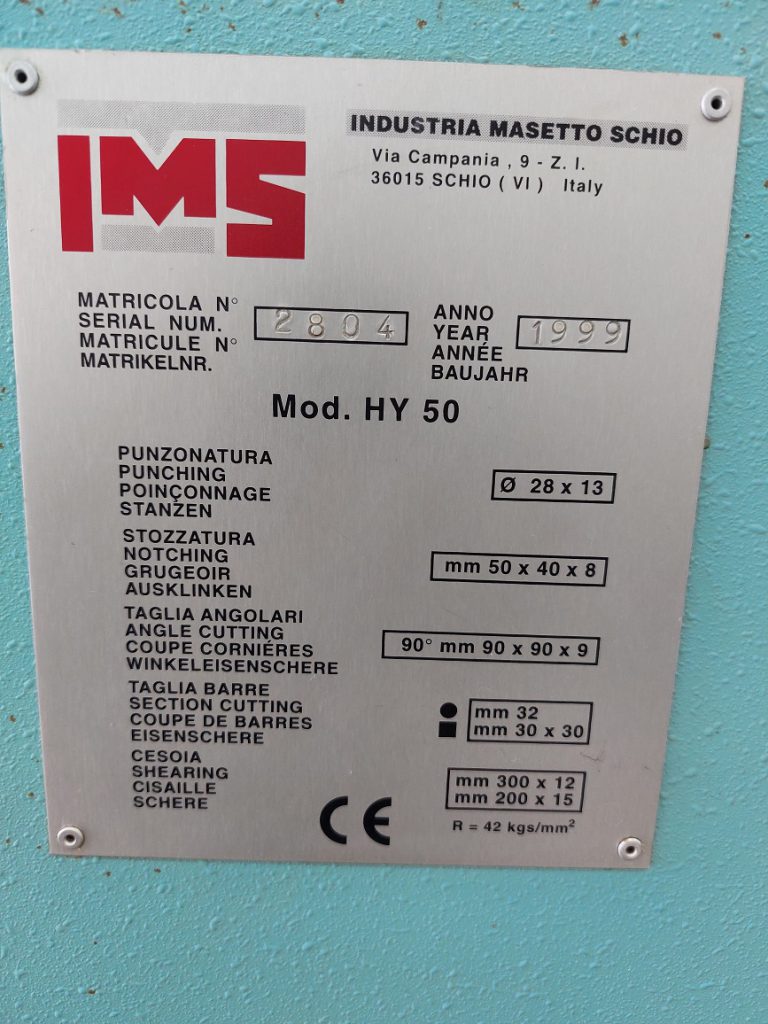 IMS
INDUSTRIA MASETTO SCHIO
Via Campania , 9 - Z. I.
36015 SCHIO ( VI ) Italy
MATRICOLA N°
SERIAL NUM.
MATRICULE N°
MATRIKELNR.
2804
ANNO
YEAR
ANNÉE
BAUJAHR
1999
Mod. HY 50
PUNZONATURA
PUNCHING
POINÇONNAGE
STANZEN
Ø 28 x 13
STOZZATURA
NOTCHING
GRUGEOIR
AUSKLINKEN
mm 50 x 40 x 8
TAGLIA ANGOLARI
ANGLE CUTTING
COUPE CORNIÉRES
WINKELEISENSCHERE
90° mm 90 x 90 x 9
TAGLIA BARRE
SECTION CUTTING
COUPE DE BARRES
EISENSCHERE
● mm 32
■ mm 30 x 30
CESOIA
SHEARING
CISAILLE
SCHERE
mm 300 x 12
mm 200 x 15
CE
R = 42 kgs/mm²